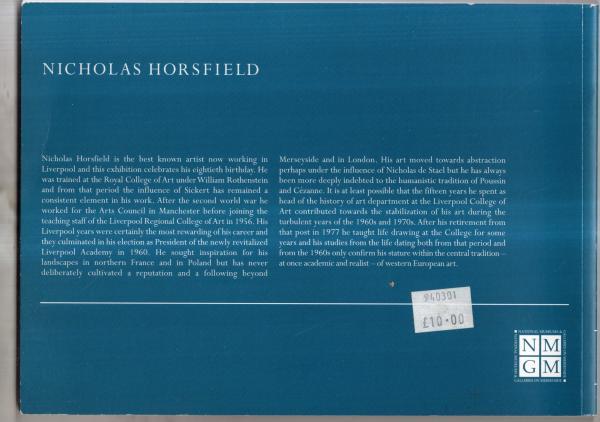 NICHOLAS HORSFIELD
Nicholas Horsfield is the best known artist now working in
Liverpool and this exhibition celebrates his eightieth birthday. He
was trained at the Royal College of Art under William Rothenstein
and from that period the influence of Sickert has remained a
consistent element in his work. After the second world war he
worked for the Arts Council in Manchester before joining the
teaching staff of the Liverpool Regional College of Art in 1956. His
Liverpool years were certainly the most rewarding of his career and
they culminated in his election as President of the newly revitalized
Liverpool Academy in 1960. He sought inspiration for his
landscapes in northern France and in Poland but has never
deliberately cultivated a reputation and a following beyond
Merseyside and in London. His art moved towards abstraction
perhaps under the influence of Nicholas de Stael but he has always
been more deeply indebted to the humanistic tradition of Poussin
and Cézanne. It is at least possible that the fifteen years he spent as
head of the history of art department at the Liverpool College of
Art contributed towards the stabilization of his art during the
turbulent years of the 1960s and 1970s. After his retirement from
that post in 1977 he taught life drawing at the College for some
years and his studies from the life dating both from that period and
from the 1960s only confirm his stature within the central tradition –
at once academic and realist – of western European art.
940301
£10·00
NATIONAL MUSEUMS &
NM
GM
GALLERIES ON MERSEYSIDE